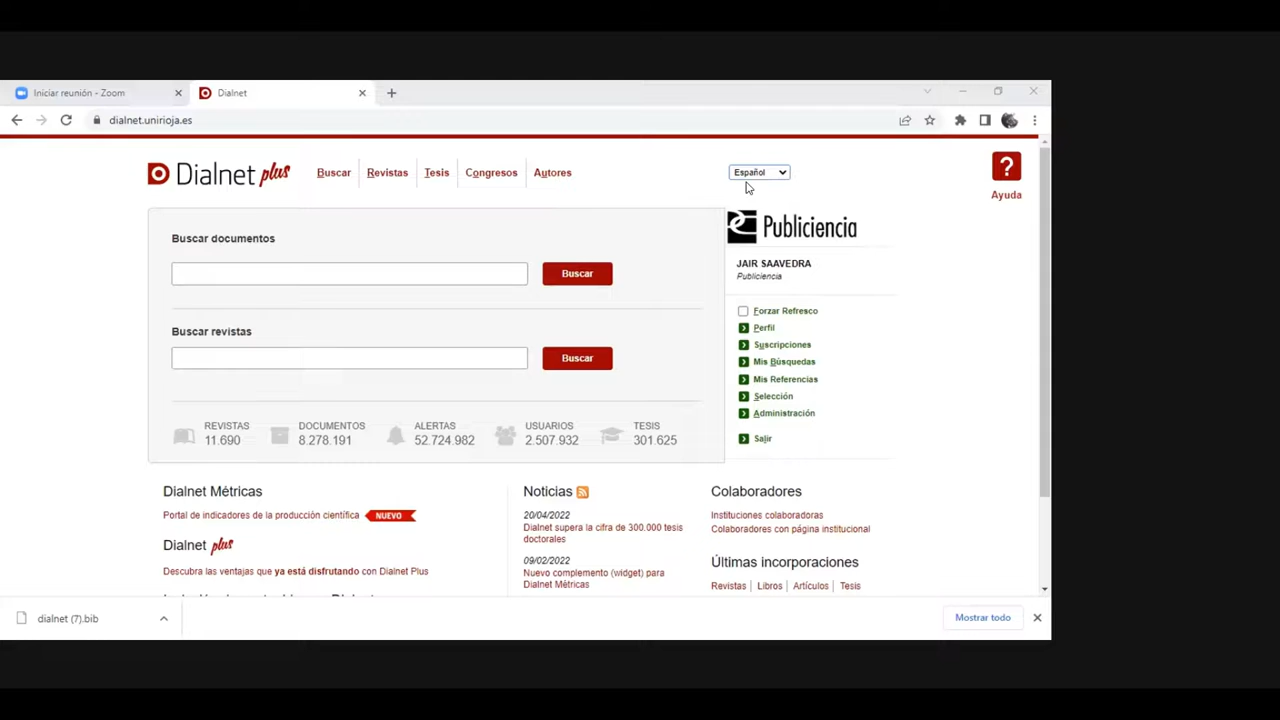 Iniciar reunión - Zoom
Dialnet
dialnet.unirioja.es
Dialnet plus
Buscar
Revistas
Tesis
Congresos
Autores
Español
?
Ayuda
Buscar documentos
Buscar
Buscar revistas
Buscar
REVISTAS
11.690
DOCUMENTOS
8.278.191
ALERTAS
52.724.982
USUARIOS
2.507.932
TESIS
301.625
Publiciencia
JAIR SAAVEDRA
Publiciencia
Forzar Refresco
Perfil
Suscripciones
Mis Búsquedas
Mis Referencias
Selección
Administración
Salir
Dialnet Métricas
Portal de indicadores de la producción científica NUEVO
Dialnet plus
Descubra las ventajas que ya está disfrutando con Dialnet Plus
Noticias
20/04/2022
Dialnet supera la cifra de 300.000 tesis
doctorales
09/02/2022
Nuevo complemento (widget) para
Dialnet Métricas
Colaboradores
Instituciones colaboradoras
Colaboradores con página institucional
Últimas incorporaciones
Revistas
Libros
Artículos
Tesis
dialnet (7).bib
Mostrar todo